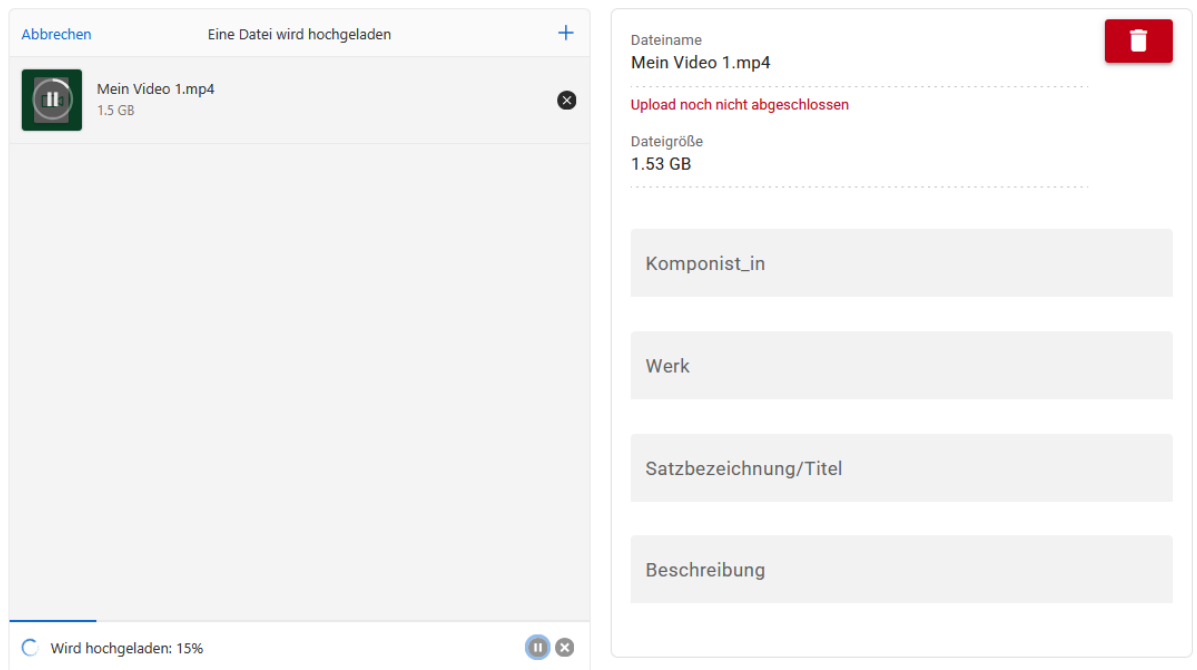 Abbrechen
Eine Datei wird hochgeladen
Mein Video 1.mp4
1.5 GB
Wird hochgeladen: 15%
Dateiname
Mein Video 1.mp4
Upload noch nicht abgeschlossen
Dateigröße
1.53 GB
Komponist_in
Werk
Satzbezeichnung/Titel
Beschreibung